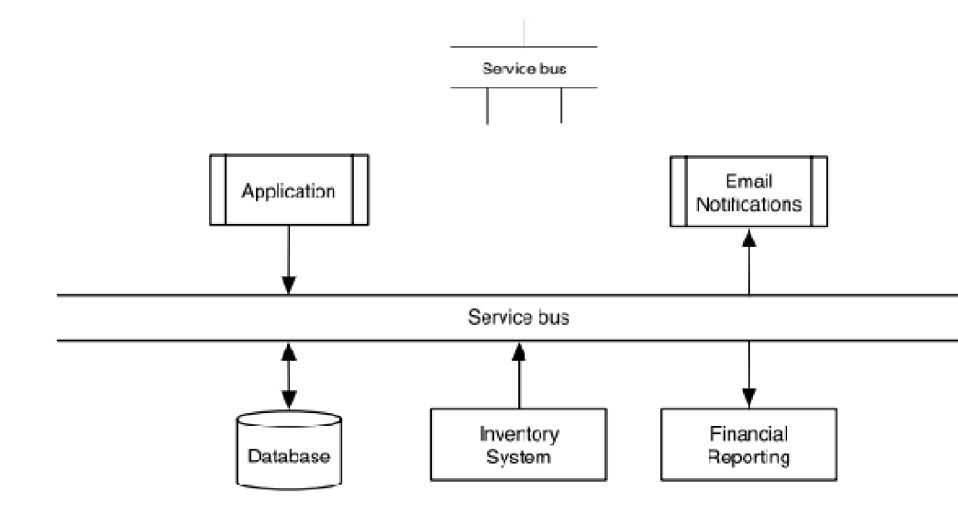 Service bus
Application
Email
Notifications
Service bus
Database
Inventory
System
Financial
Reporting